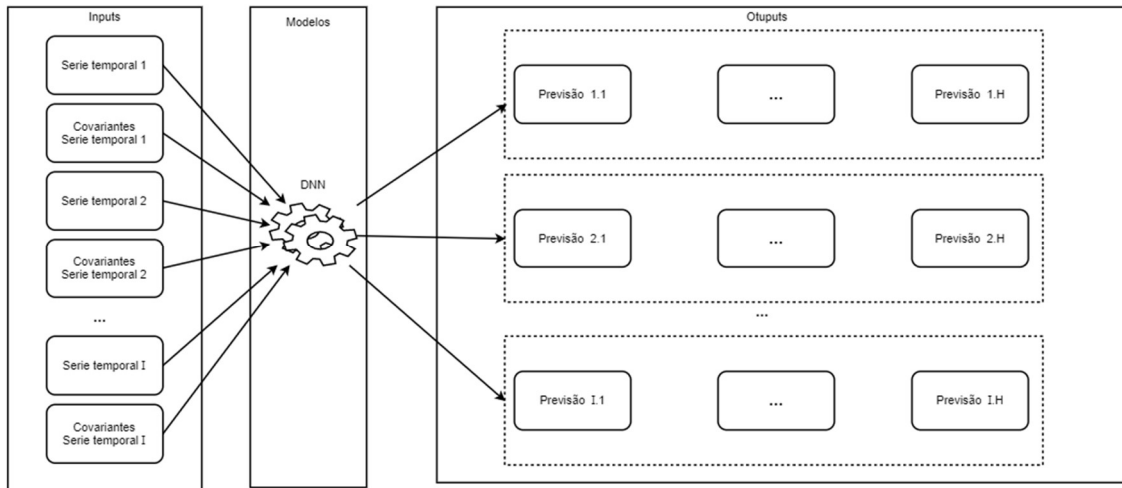 Inputs
Serie temporal 1
Covariantes
Serie temporal 1
Serie temporal 2
Covariantes
Serie temporal 2
...
Serie temporal I
Covariantes
Serie temporal I
Modelos
DNN
Otuputs
Previsão 1.1
...
Previsão 1.H
Previsão 2.1
...
Previsão 2.H
...
Previsão I.1
...
Previsão I.H